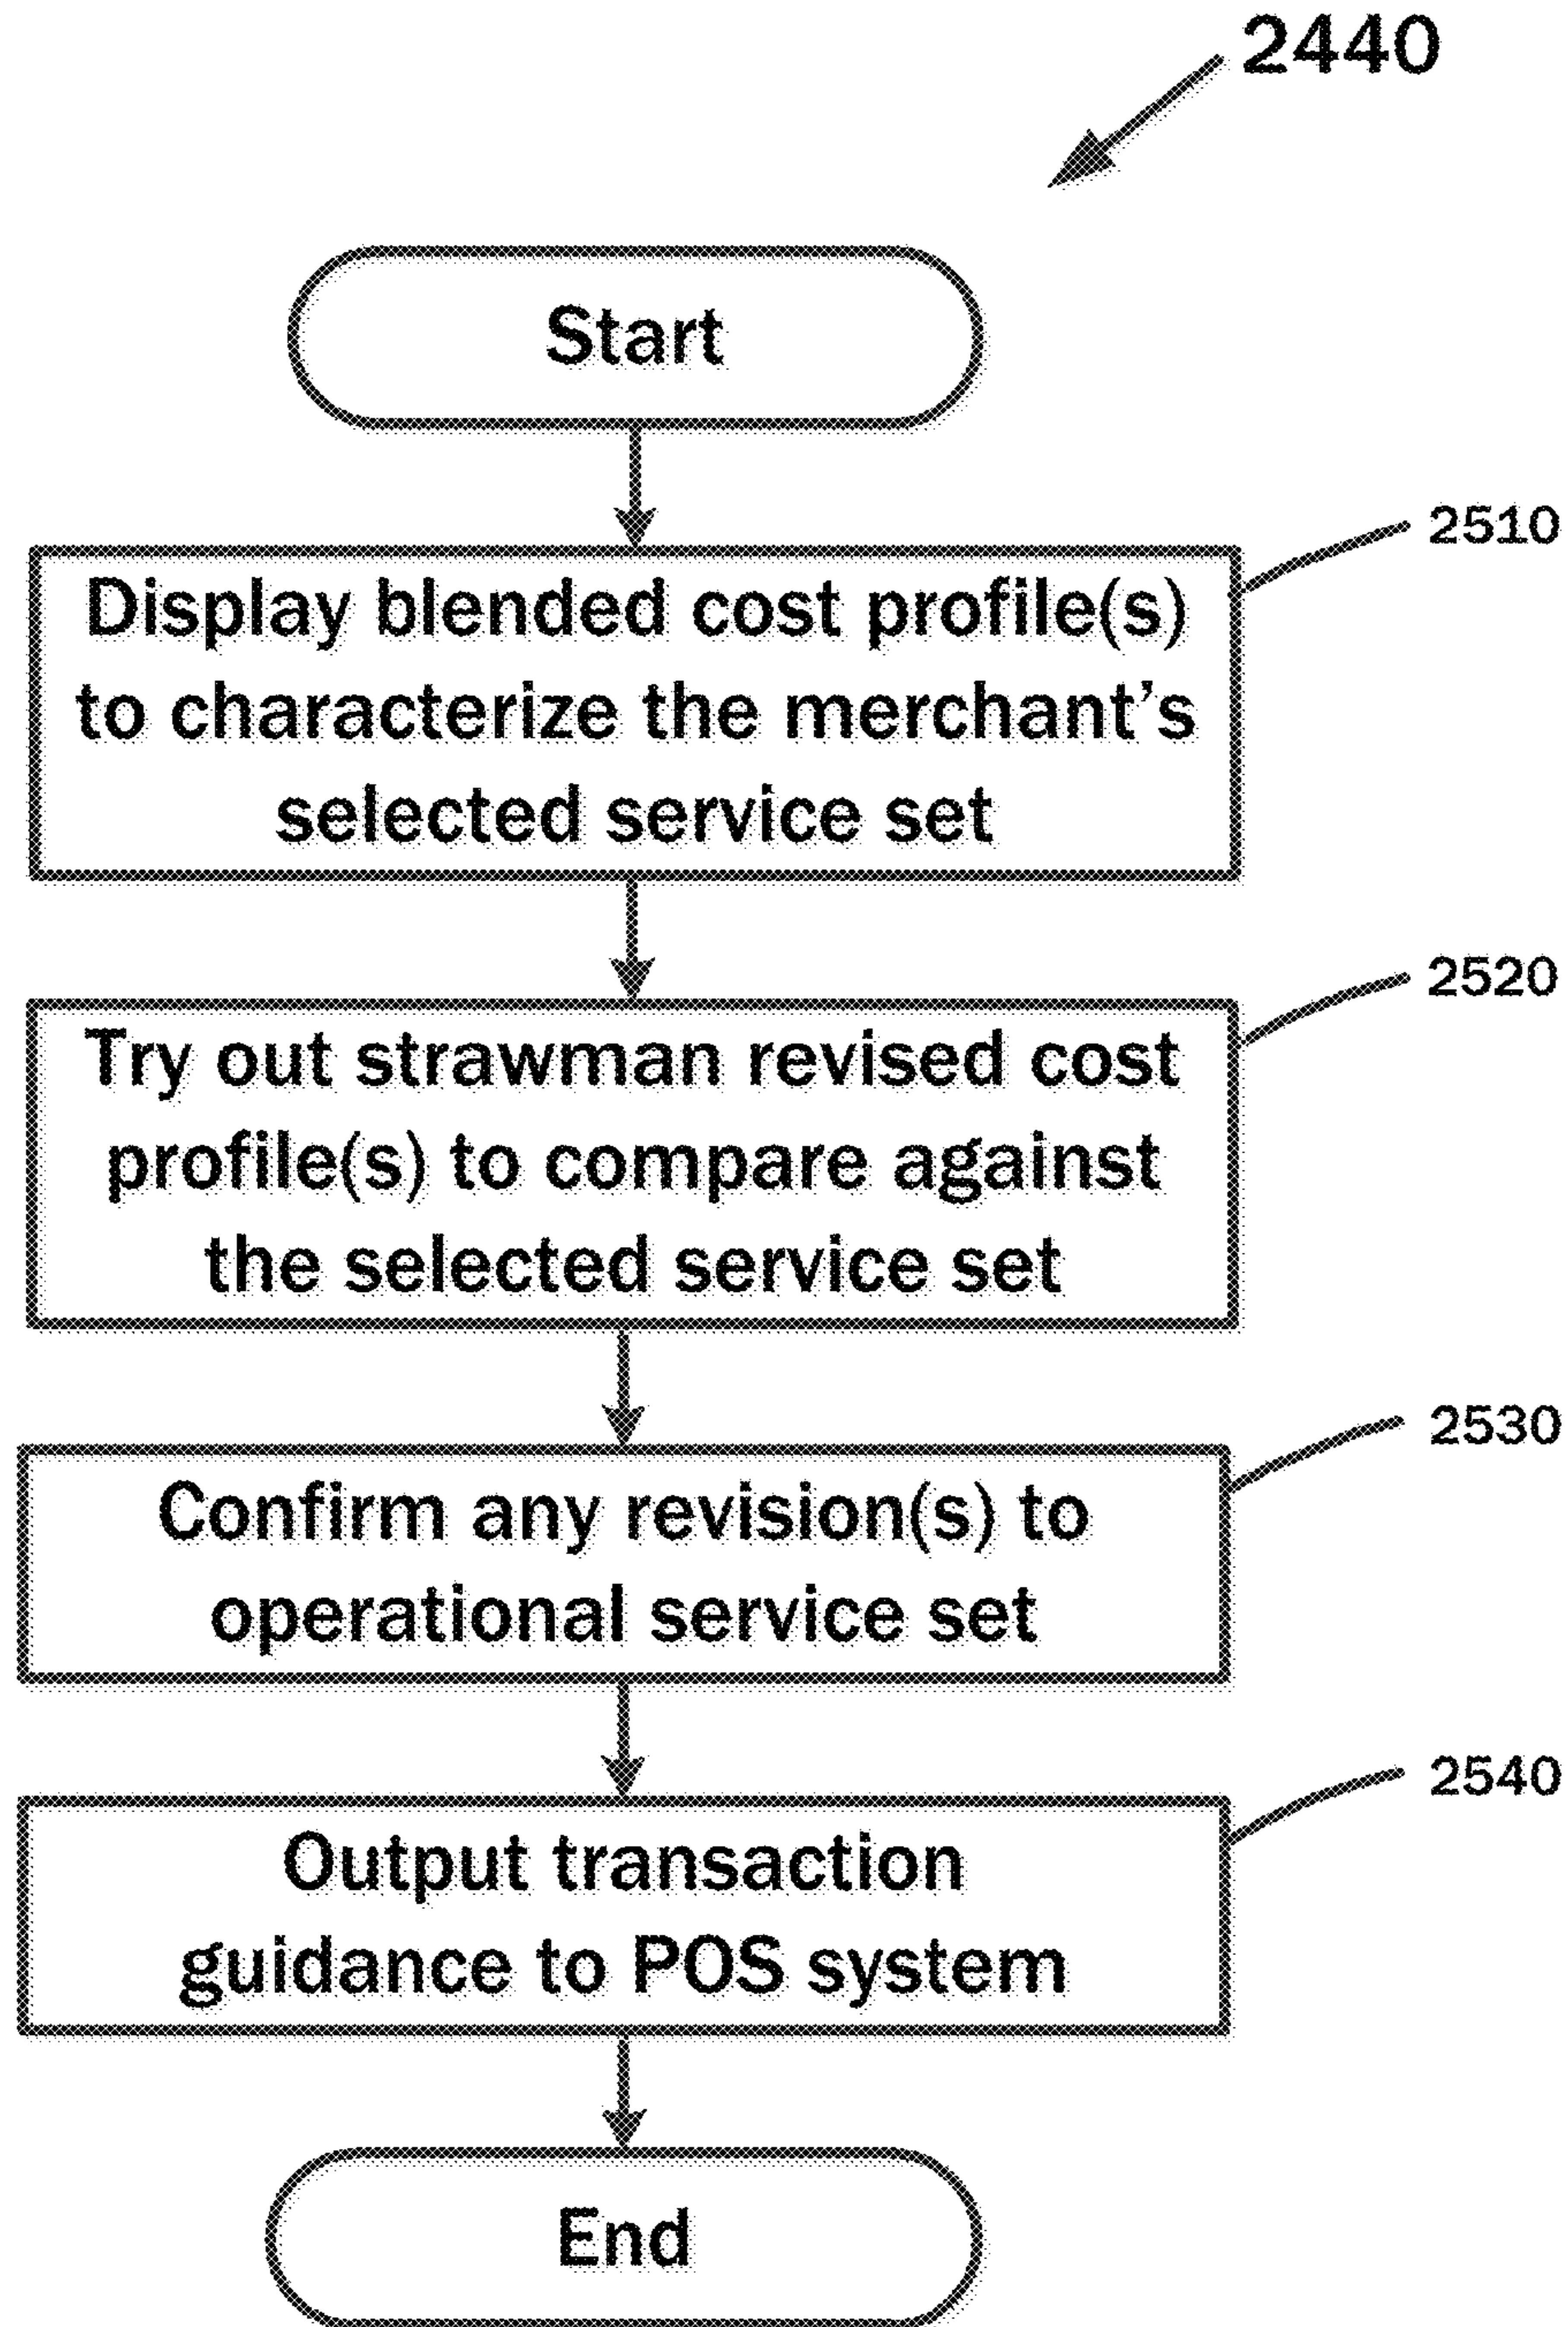 2440
Start
2510
Display blended cost profile(s)
to characterize the merchant’s
selected service set
2520
Try out strawman revised cost
profile(s) to compare against
the selected service set
2530
Confirm any revision(s) to
operational service set
2540
Output transaction
guidance to POS system
End